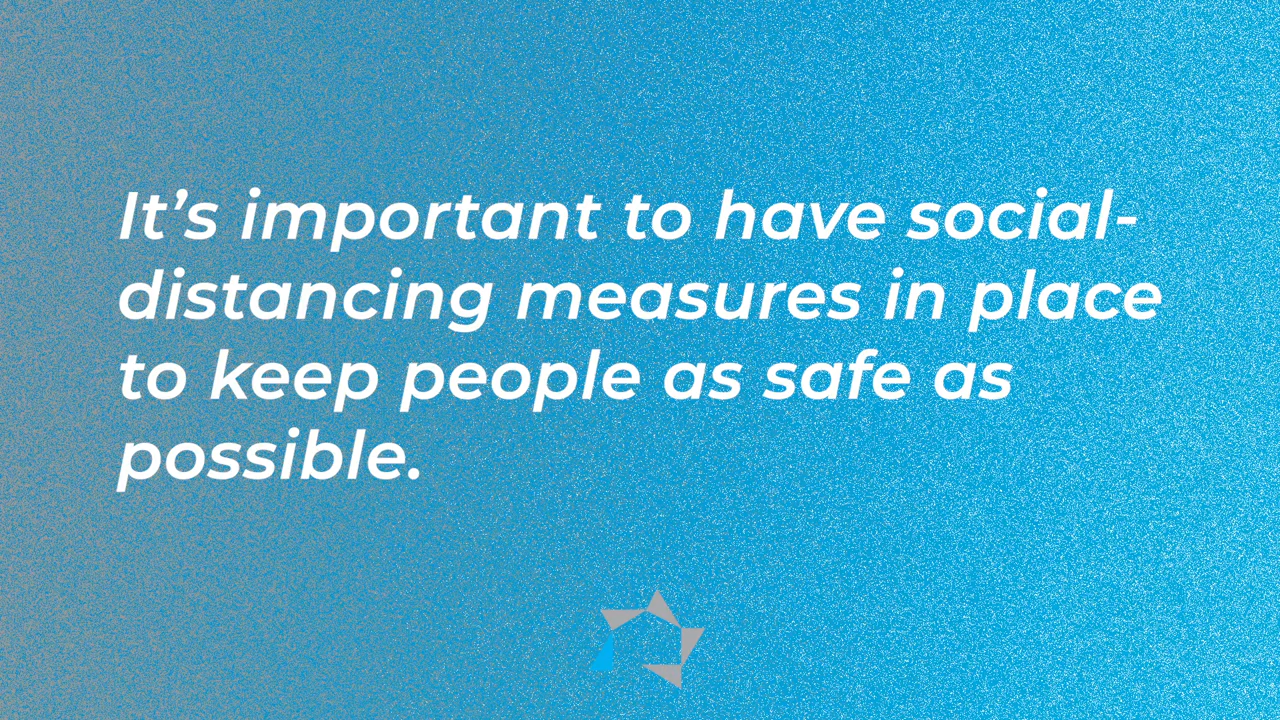 It’s important to have social-
distancing measures in place
to keep people as safe as
possible.